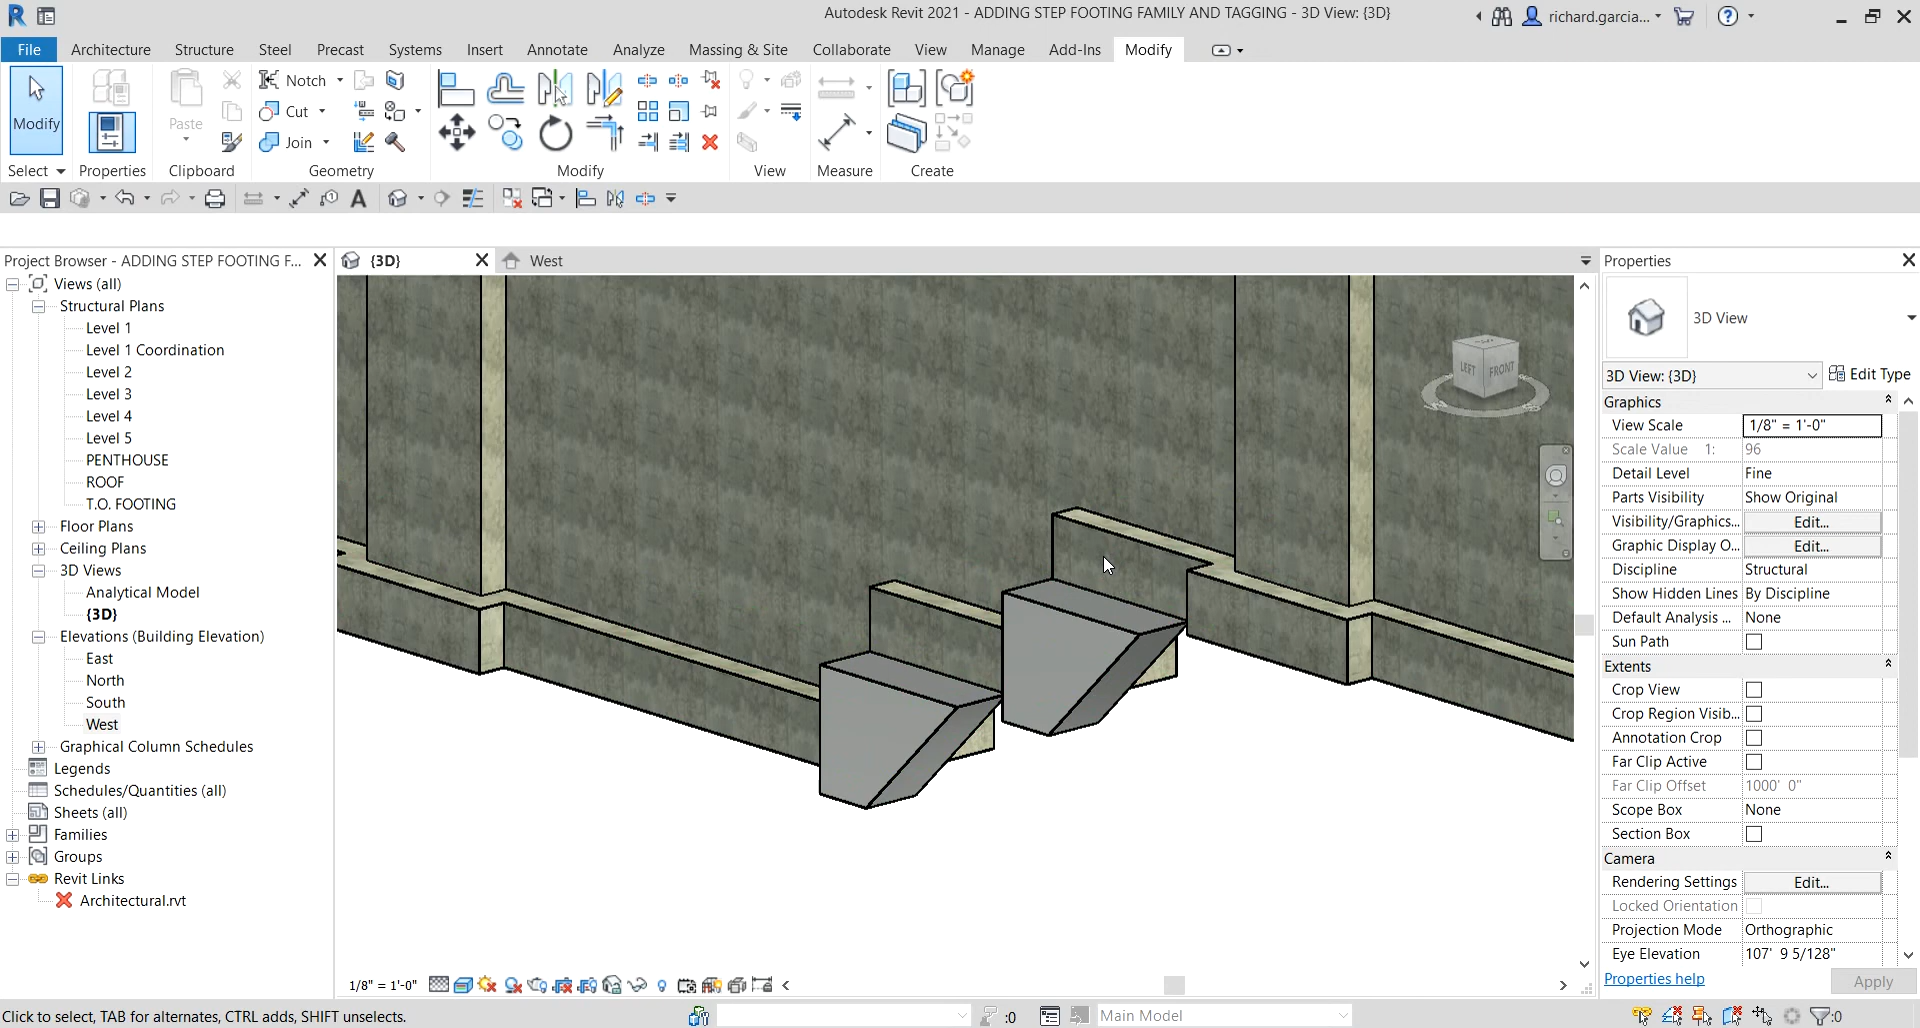 Autodesk Revit 2021 - ADDING STEP FOOTING FAMILY AND TAGGING - 3D View: {3D}
richard.garcia...
File Architecture Structure Steel Precast Systems Insert Annotate Analyze Massing & Site Collaborate View Manage Add-Ins Modify
Modify
Paste
Notch
Cut
Join
Select Properties Clipboard Geometry Modify View Measure Create
Project Browser - ADDING STEP FOOTING F...
{3D}
West
Properties
Views (all)
Structural Plans
Level 1
Level 1 Coordination
Level 2
Level 3
Level 4
Level 5
PENTHOUSE
ROOF
T.O. FOOTING
Floor Plans
Ceiling Plans
3D Views
Analytical Model
{3D}
Elevations (Building Elevation)
East
North
South
West
Graphical Column Schedules
Legends
Schedules/Quantities (all)
Sheets (all)
Families
Groups
Revit Links
Architectural.rvt
LEFT FRONT
3D View
3D View: {3D} Edit Type
Graphics
View Scale 1/8" = 1'-0"
Scale Value 1: 96
Detail Level Fine
Parts Visibility Show Original
Visibility/Graphics... Edit...
Graphic Display O... Edit...
Discipline Structural
Show Hidden Lines By Discipline
Default Analysis ... None
Sun Path
Extents
Crop View
Crop Region Visib...
Annotation Crop
Far Clip Active
Far Clip Offset 1000' 0"
Scope Box None
Section Box
Camera
Rendering Settings Edit...
Locked Orientation
Projection Mode Orthographic
Eye Elevation 107' 9 5/128"
Properties help Apply
1/8" = 1'-0"
Click to select, TAB for alternates, CTRL adds, SHIFT unselects.
:0
Main Model
:0